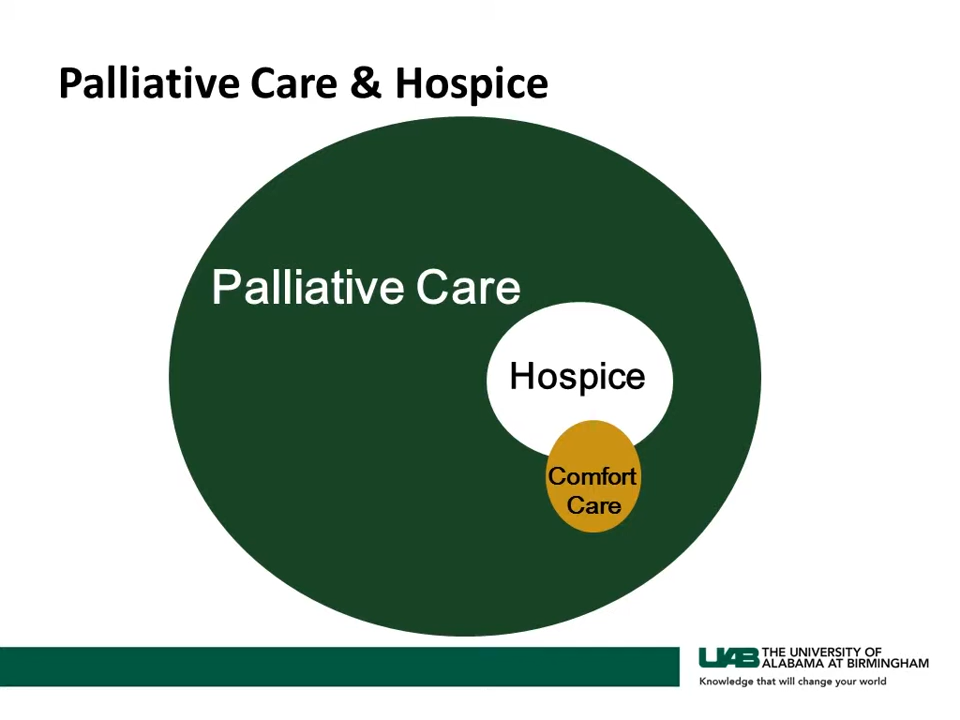 Palliative Care & Hospice
Palliative Care
Hospice
Comfort
Care
UAB THE UNIVERSITY OF
ALABAMA AT BIRMINGHAM
Knowledge that will change your world